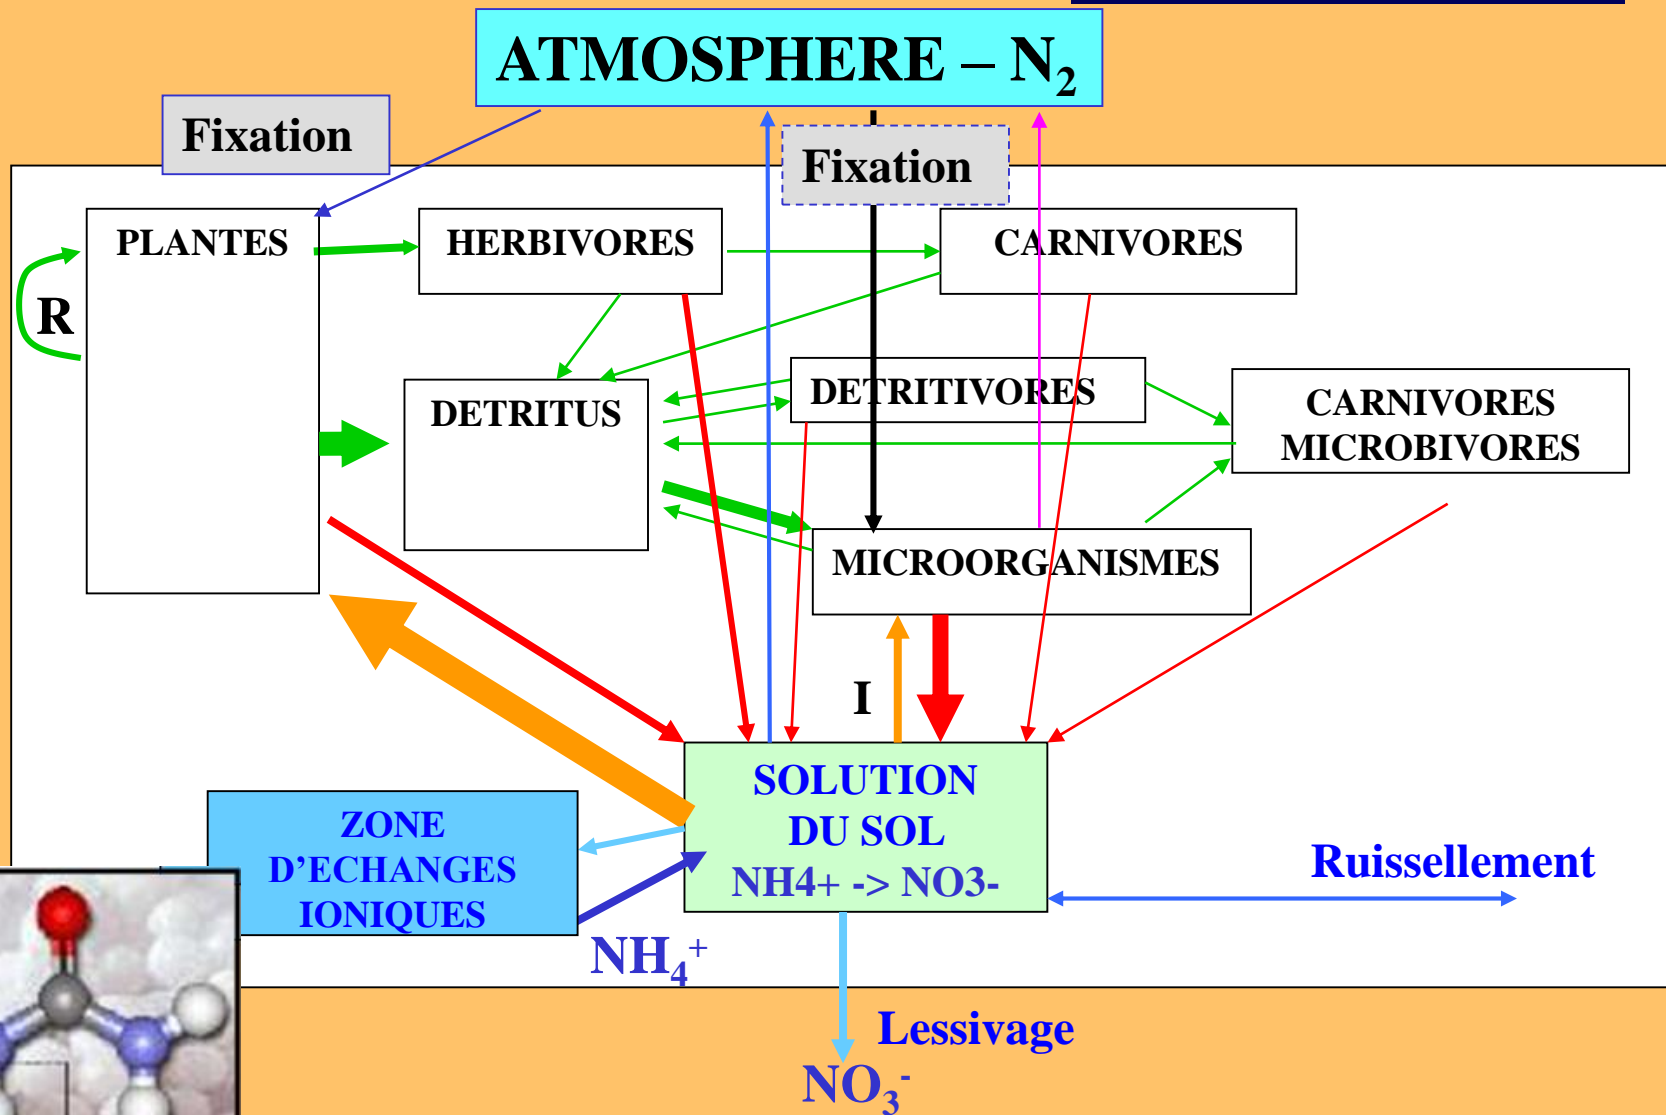 ATMOSPHERE – N₂
Fixation
Fixation
PLANTES
HERBIVORES
CARNIVORES
R
DETRITUS
DETRITIVORES
CARNIVORES
MICROBIVORES
MICROORGANISMES
I
SOLUTION
DU SOL
NH4+ -> NO3-
ZONE
D’ECHANGES
IONIQUES
Ruissellement
NH₄⁺
Lessivage
NO₃⁻